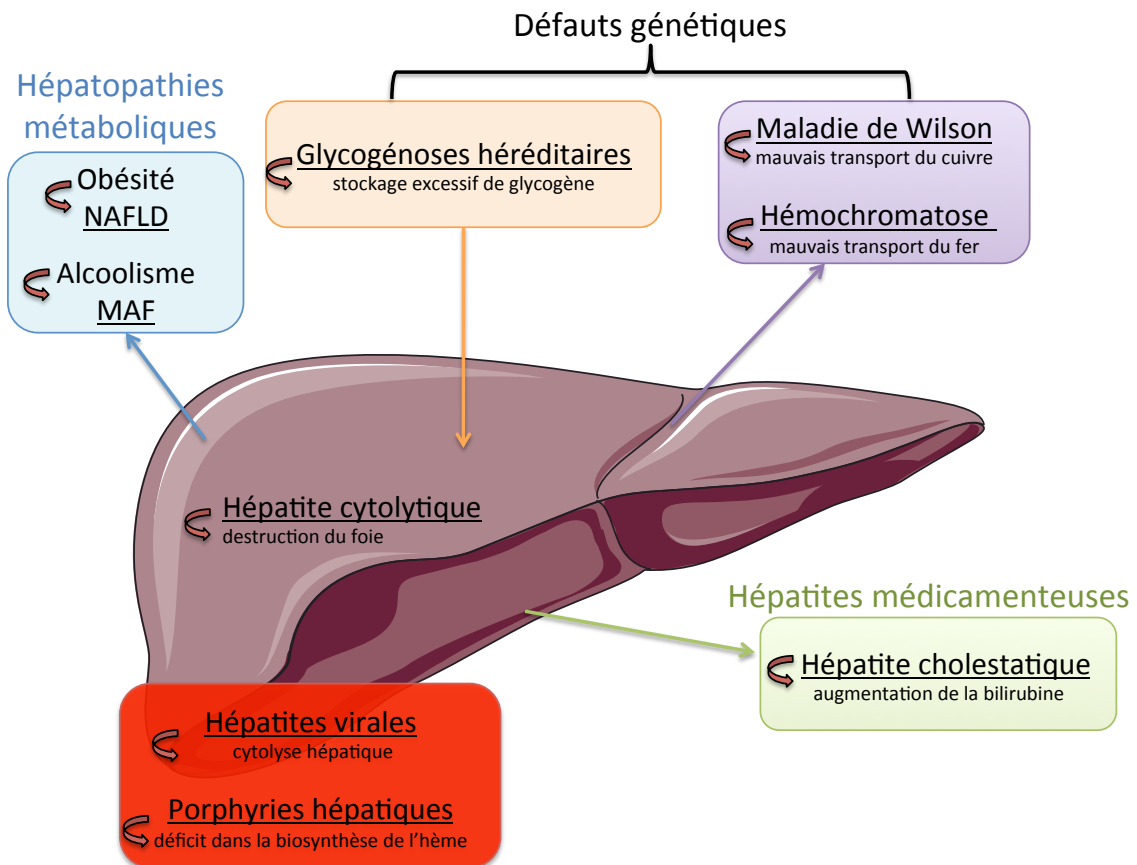 Défauts génétiques
Hépatopathies
métaboliques
Obésité
NAFLD
Alcoolisme
MAF
Glycogénoses héréditaires
stockage excessif de glycogène
Maladie de Wilson
mauvais transport du cuivre
Hémochromatose
mauvais transport du fer
Hépatite cytolytique
destruction du foie
Hépatites médicamenteuses
Hépatite cholestatique
augmentation de la bilirubine
Hépatites virales
cytolyse hépatique
Porphyries hépatiques
déficit dans la biosynthèse de l'hème